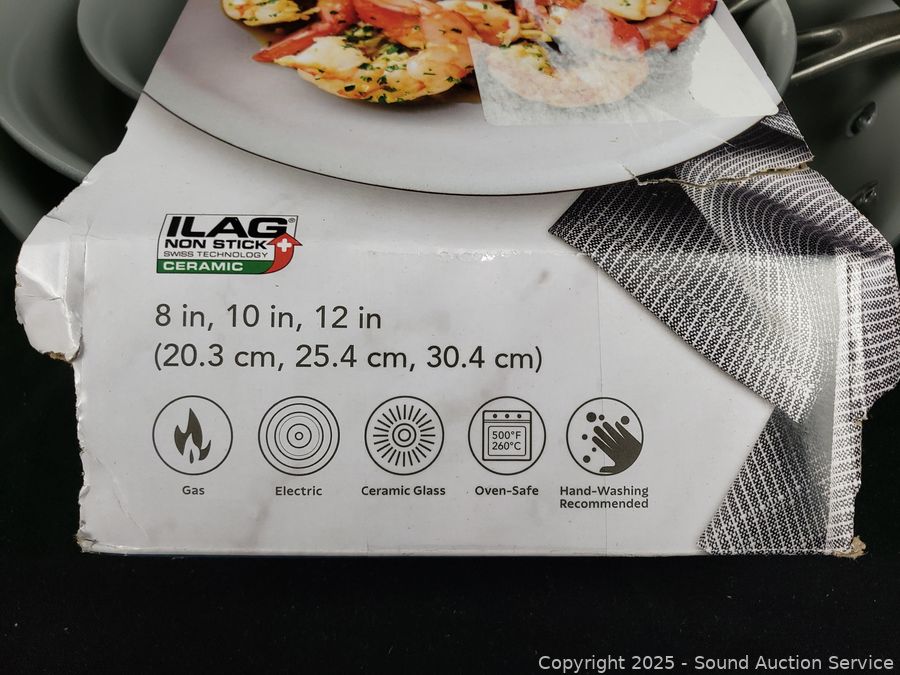 ILAG®
NON STICK
SWISS TECHNOLOGY
CERAMIC
8 in, 10 in, 12 in
(20.3 cm, 25.4 cm, 30.4 cm)
500°F
260°C
Gas
Electric
Ceramic Glass
Oven-Safe
Hand-Washing
Recommended
Copyright 2025 - Sound Auction Service